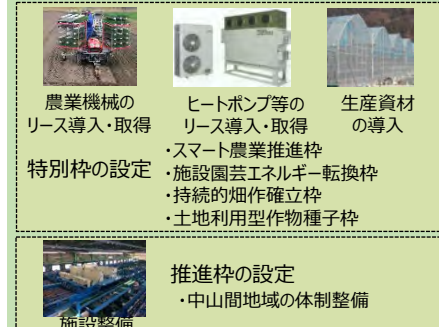 農業機械の
リース導入・取得
ヒートポンプ等の
リース導入・取得
生産資材
の導入
特別枠の設定
・スマート農業推進枠
・施設園芸エネルギー転換枠
・持続的畑作確立枠
・土地利用型作物種子枠
施設整備
推進枠の設定
・中山間地域の体制整備